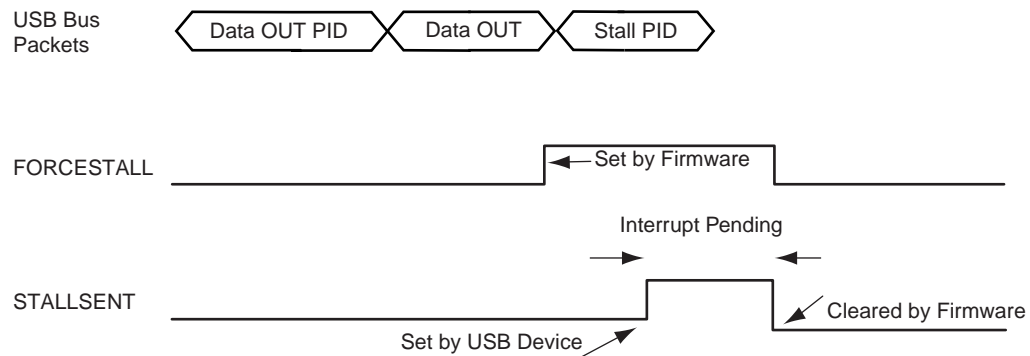 USB Bus
Packets
Data OUT PID
Data OUT
Stall PID
FORCESTALL
Set by Firmware
Interrupt Pending
STALLSENT
Cleared by Firmware
Set by USB Device